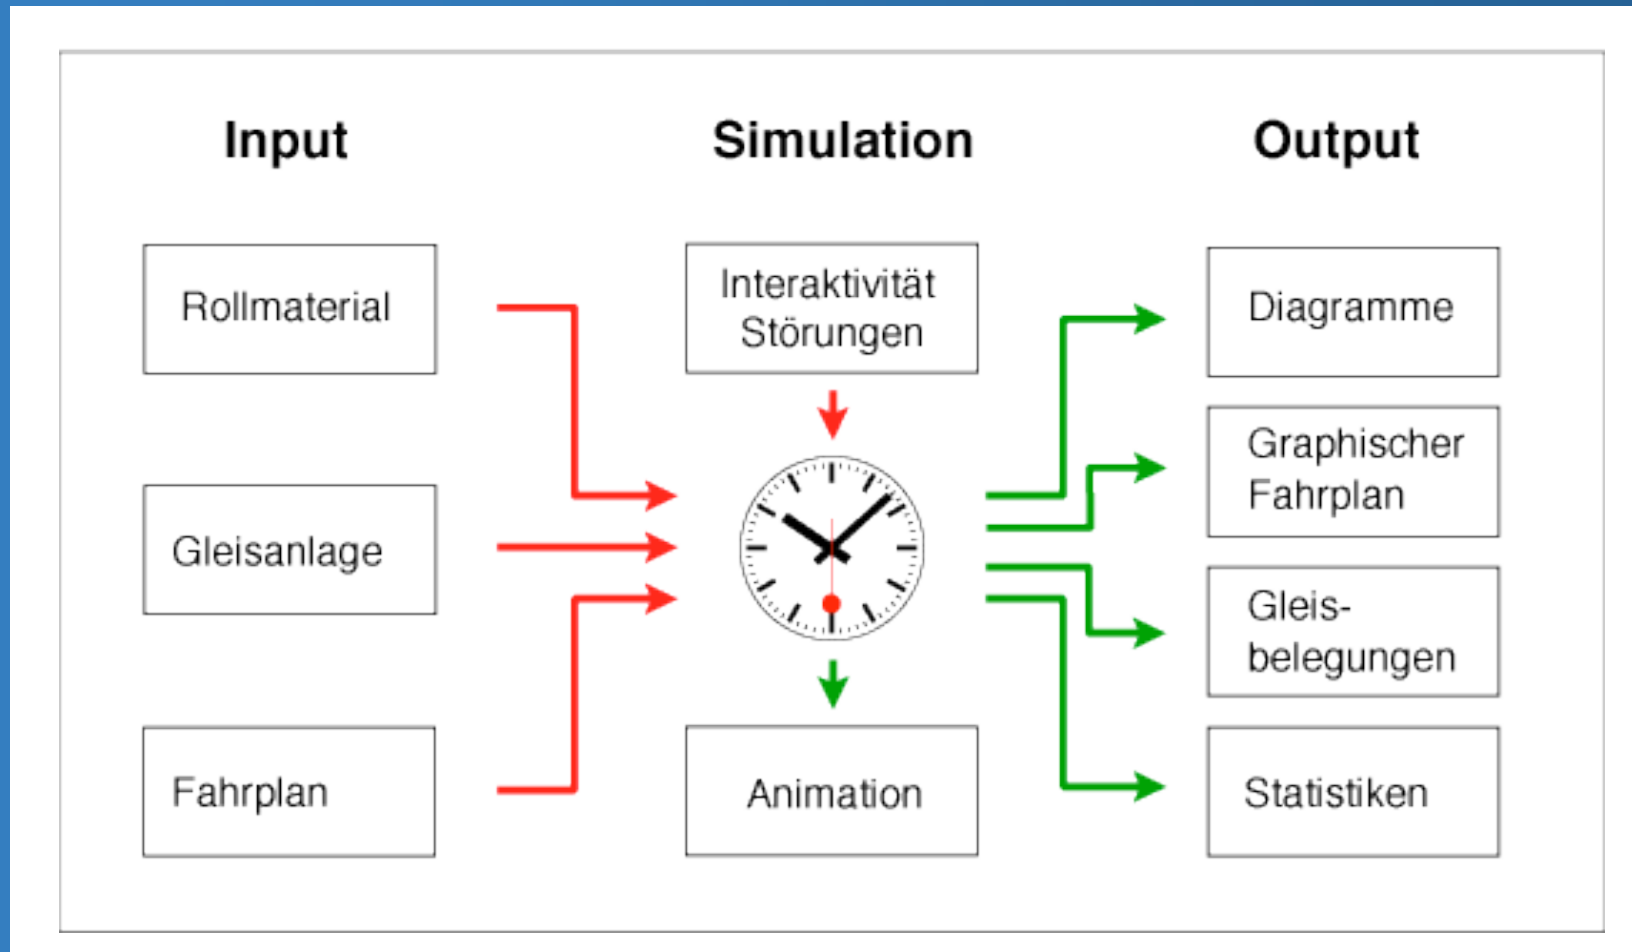 Input
Simulation
Output
Rollmaterial
Gleisanlage
Fahrplan
Interaktivität
Störungen
Animation
Diagramme
Graphischer
Fahrplan
Gleis-
belegungen
Statistiken